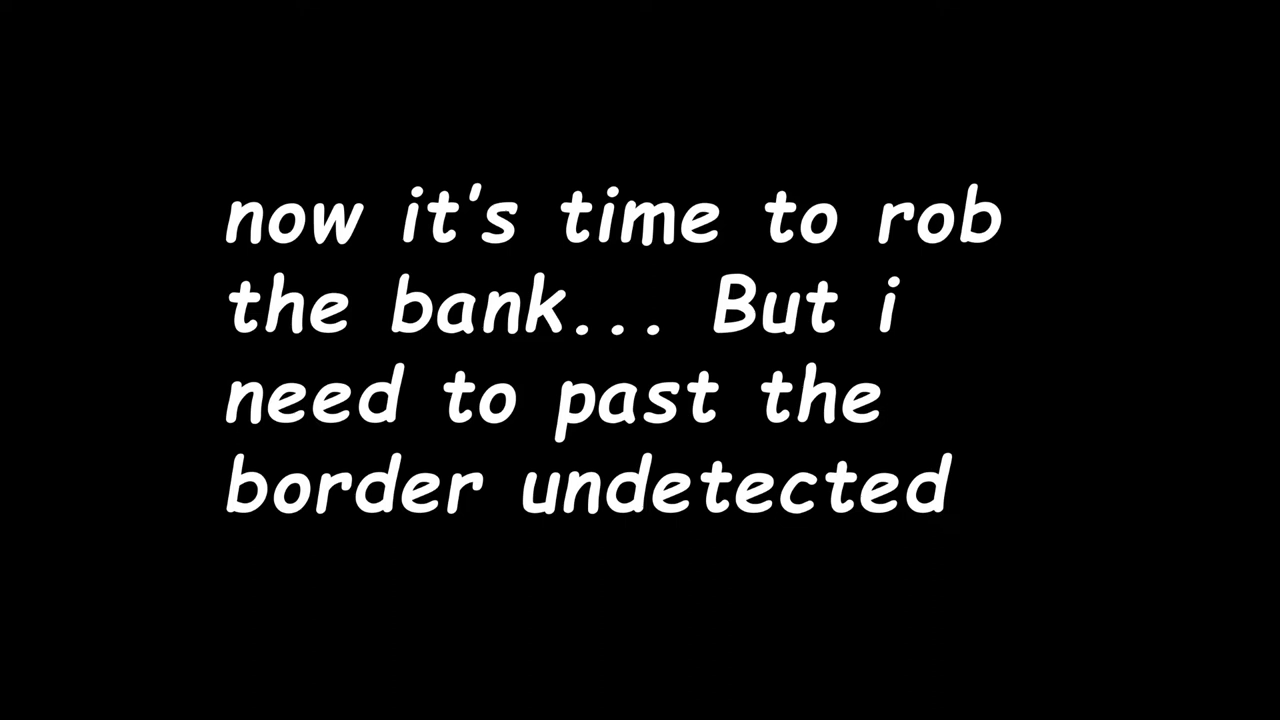 now it's time to rob
the bank... But i
need to past the
border undetected